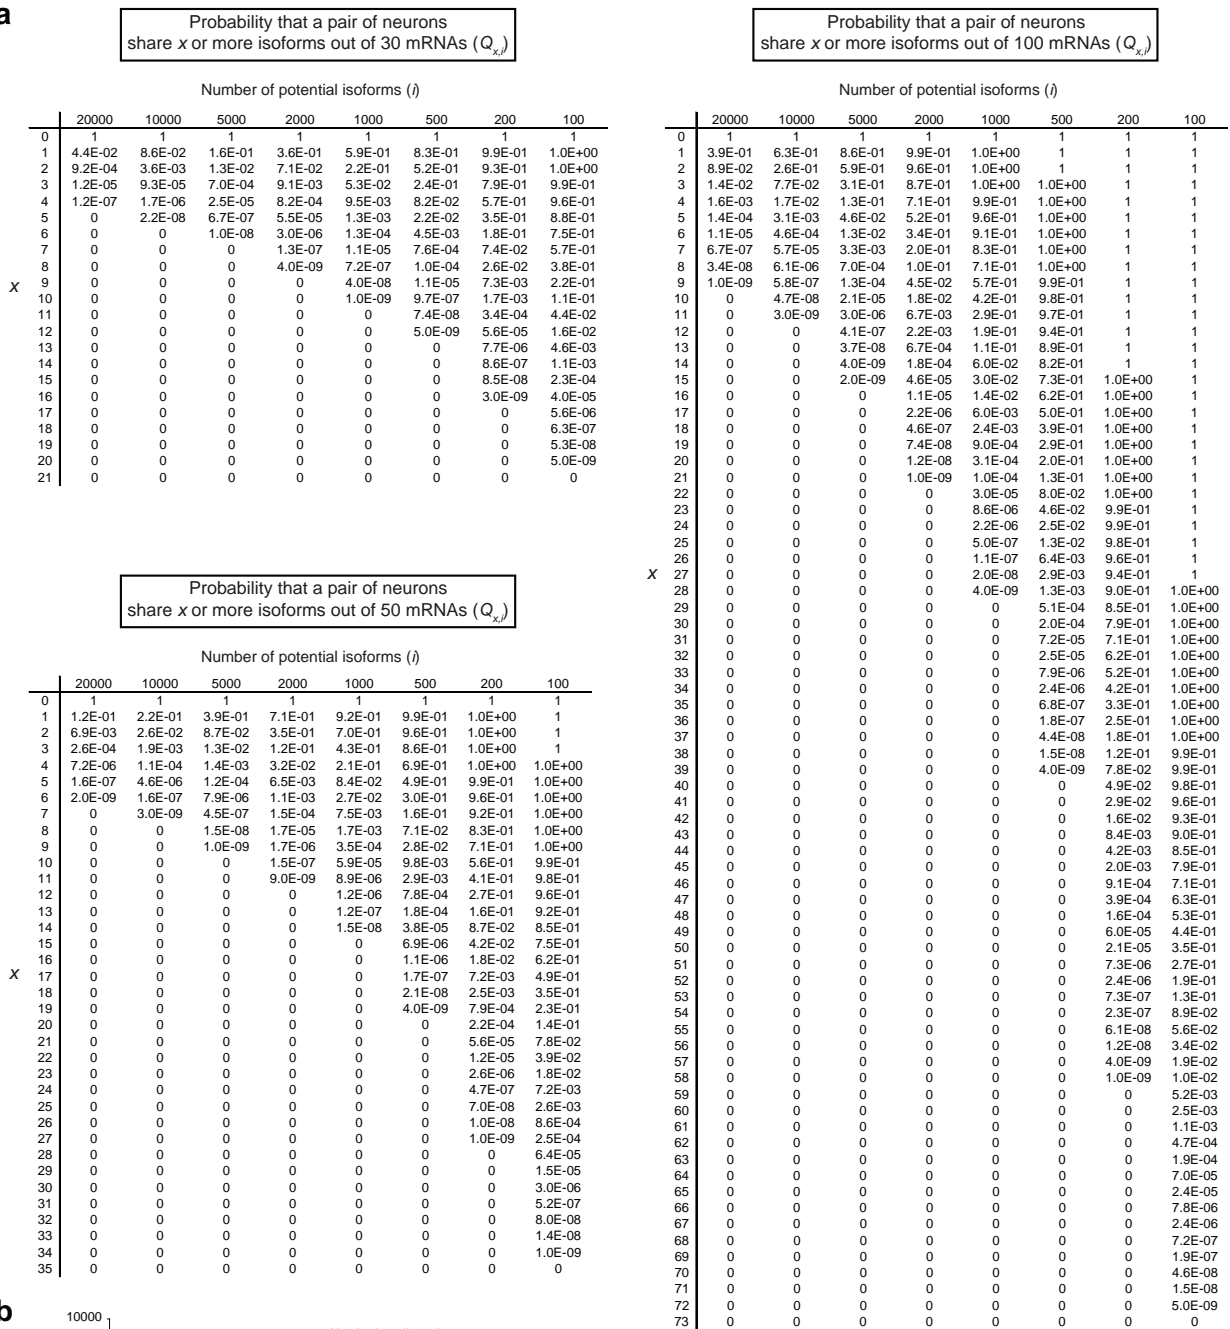 a
Probability that a pair of neurons
share x or more isoforms out of 30 mRNAs (Qx,i)
Number of potential isoforms (i)
20000 10000 5000 2000 1000 500 200 100
0 1 1 1 1 1 1 1 1
1 4.4E-02 8.6E-02 1.6E-01 3.6E-01 5.9E-01 8.3E-01 9.9E-01 1.0E+00
2 9.2E-04 3.6E-03 1.3E-02 7.1E-02 2.2E-01 5.2E-01 9.3E-01 1.0E+00
3 1.2E-05 9.3E-05 7.0E-04 9.1E-03 5.3E-02 2.4E-01 7.9E-01 9.9E-01
4 1.2E-07 1.7E-06 2.5E-05 8.2E-04 9.5E-03 8.2E-02 5.7E-01 9.6E-01
5 0 2.2E-08 6.7E-07 5.5E-05 1.3E-03 2.2E-02 3.5E-01 8.8E-01
6 0 0 1.0E-08 3.0E-06 1.3E-04 4.5E-03 1.8E-01 7.5E-01
7 0 0 0 1.3E-07 1.1E-05 7.6E-04 7.4E-02 5.7E-01
8 0 0 0 4.0E-09 7.2E-07 1.0E-04 2.6E-02 3.8E-01
x 9 0 0 0 0 4.0E-08 1.1E-05 7.3E-03 2.2E-01
10 0 0 0 0 1.0E-09 9.7E-07 1.7E-03 1.1E-01
11 0 0 0 0 0 7.4E-08 3.4E-04 4.4E-02
12 0 0 0 0 0 5.0E-09 5.6E-05 1.6E-02
13 0 0 0 0 0 0 7.7E-06 4.6E-03
14 0 0 0 0 0 0 8.6E-07 1.1E-03
15 0 0 0 0 0 0 8.5E-08 2.3E-04
16 0 0 0 0 0 0 3.0E-09 4.0E-05
17 0 0 0 0 0 0 0 5.6E-06
18 0 0 0 0 0 0 0 6.3E-07
19 0 0 0 0 0 0 0 5.3E-08
20 0 0 0 0 0 0 0 5.0E-09
21 0 0 0 0 0 0 0 0
Probability that a pair of neurons
share x or more isoforms out of 50 mRNAs (Qx,i)
Number of potential isoforms (i)
20000 10000 5000 2000 1000 500 200 100
0 1 1 1 1 1 1 1 1
1 1.2E-01 2.2E-01 3.9E-01 7.1E-01 9.2E-01 9.9E-01 1.0E+00 1
2 6.9E-03 2.6E-02 8.7E-02 3.5E-01 7.0E-01 9.6E-01 1.0E+00 1
3 2.6E-04 1.9E-03 1.3E-02 1.2E-01 4.3E-01 8.6E-01 1.0E+00 1
4 7.2E-06 1.1E-04 1.4E-03 3.2E-02 2.1E-01 6.9E-01 1.0E+00 1.0E+00
5 1.6E-07 4.6E-06 1.2E-04 6.5E-03 8.4E-02 4.9E-01 9.9E-01 1.0E+00
6 2.0E-09 1.6E-07 7.9E-06 1.1E-03 2.7E-02 3.0E-01 9.6E-01 1.0E+00
7 0 3.0E-09 4.5E-07 1.5E-04 7.5E-03 1.6E-01 9.2E-01 1.0E+00
8 0 0 1.5E-08 1.7E-05 1.7E-03 7.1E-02 8.3E-01 1.0E+00
9 0 0 1.0E-09 1.7E-06 3.5E-04 2.8E-02 7.1E-01 1.0E+00
10 0 0 0 1.5E-07 5.9E-05 9.8E-03 5.6E-01 9.9E-01
11 0 0 0 9.0E-09 8.9E-06 2.9E-03 4.1E-01 9.8E-01
12 0 0 0 0 1.2E-06 7.8E-04 2.7E-01 9.6E-01
13 0 0 0 0 1.2E-07 1.8E-04 1.6E-01 9.2E-01
14 0 0 0 0 1.5E-08 3.8E-05 8.7E-02 8.5E-01
15 0 0 0 0 0 6.9E-06 4.2E-02 7.5E-01
16 0 0 0 0 0 1.1E-06 1.8E-02 6.2E-01
x 17 0 0 0 0 0 1.7E-07 7.2E-03 4.9E-01
18 0 0 0 0 0 2.1E-08 2.5E-03 3.5E-01
19 0 0 0 0 0 4.0E-09 7.9E-04 2.3E-01
20 0 0 0 0 0 0 2.2E-04 1.4E-01
21 0 0 0 0 0 0 5.6E-05 7.8E-02
22 0 0 0 0 0 0 1.2E-05 3.9E-02
23 0 0 0 0 0 0 2.6E-06 1.8E-02
24 0 0 0 0 0 0 4.7E-07 7.2E-03
25 0 0 0 0 0 0 7.0E-08 2.6E-03
26 0 0 0 0 0 0 1.0E-08 8.6E-04
27 0 0 0 0 0 0 1.0E-09 2.5E-04
28 0 0 0 0 0 0 0 6.4E-05
29 0 0 0 0 0 0 0 1.5E-05
30 0 0 0 0 0 0 0 3.0E-06
31 0 0 0 0 0 0 0 5.2E-07
32 0 0 0 0 0 0 0 8.0E-08
33 0 0 0 0 0 0 0 1.4E-08
34 0 0 0 0 0 0 0 1.0E-09
35 0 0 0 0 0 0 0 0
Probability that a pair of neurons
share x or more isoforms out of 100 mRNAs (Qx,i)
Number of potential isoforms (i)
20000 10000 5000 2000 1000 500 200 100
0 1 1 1 1 1 1 1 1
1 3.9E-01 6.3E-01 8.6E-01 9.9E-01 1.0E+00 1 1 1
2 8.9E-02 2.6E-01 5.9E-01 9.6E-01 1.0E+00 1 1 1
3 1.4E-02 7.7E-02 3.1E-01 8.7E-01 1.0E+00 1.0E+00 1 1
4 1.6E-03 1.7E-02 1.3E-01 7.1E-01 9.9E-01 1.0E+00 1 1
5 1.4E-04 3.1E-03 4.6E-02 5.2E-01 9.6E-01 1.0E+00 1 1
6 1.1E-05 4.6E-04 1.3E-02 3.4E-01 9.1E-01 1.0E+00 1 1
7 6.7E-07 5.7E-05 3.3E-03 2.0E-01 8.3E-01 1.0E+00 1 1
8 3.4E-08 6.1E-06 7.0E-04 1.0E-01 7.1E-01 1.0E+00 1 1
9 1.0E-09 5.8E-07 1.3E-04 4.5E-02 5.7E-01 9.9E-01 1 1
10 0 4.7E-08 2.1E-05 1.8E-02 4.2E-01 9.8E-01 1 1
11 0 3.0E-09 3.0E-06 6.7E-03 2.9E-01 9.7E-01 1 1
12 0 0 4.1E-07 2.2E-03 1.9E-01 9.4E-01 1 1
13 0 0 3.7E-08 6.7E-04 1.1E-01 8.9E-01 1 1
14 0 0 4.0E-09 1.8E-04 6.0E-02 8.2E-01 1 1
15 0 0 2.0E-09 4.6E-05 3.0E-02 7.3E-01 1.0E+00 1
16 0 0 0 1.1E-05 1.4E-02 6.2E-01 1.0E+00 1
17 0 0 0 2.2E-06 6.0E-03 5.0E-01 1.0E+00 1
18 0 0 0 4.6E-07 2.4E-03 3.9E-01 1.0E+00 1
19 0 0 0 7.4E-08 9.0E-04 2.9E-01 1.0E+00 1
20 0 0 0 1.2E-08 3.1E-04 2.0E-01 1.0E+00 1
21 0 0 0 1.0E-09 1.0E-04 1.3E-01 1.0E+00 1
22 0 0 0 0 3.0E-05 8.0E-02 1.0E+00 1
23 0 0 0 0 8.6E-06 4.6E-02 9.9E-01 1
24 0 0 0 0 2.2E-06 2.5E-02 9.9E-01 1
25 0 0 0 0 5.0E-07 1.3E-02 9.8E-01 1
26 0 0 0 0 1.1E-07 6.4E-03 9.6E-01 1
x 27 0 0 0 0 2.0E-08 2.9E-03 9.4E-01 1
28 0 0 0 0 4.0E-09 1.3E-03 9.0E-01 1.0E+00
29 0 0 0 0 0 5.1E-04 8.5E-01 1.0E+00
30 0 0 0 0 0 2.0E-04 7.9E-01 1.0E+00
31 0 0 0 0 0 7.2E-05 7.1E-01 1.0E+00
32 0 0 0 0 0 2.5E-05 6.2E-01 1.0E+00
33 0 0 0 0 0 7.9E-06 5.2E-01 1.0E+00
34 0 0 0 0 0 2.4E-06 4.2E-01 1.0E+00
35 0 0 0 0 0 6.8E-07 3.3E-01 1.0E+00
36 0 0 0 0 0 1.8E-07 2.5E-01 1.0E+00
37 0 0 0 0 0 4.4E-08 1.8E-01 1.0E+00
38 0 0 0 0 0 1.5E-08 1.2E-01 9.9E-01
39 0 0 0 0 0 4.0E-09 7.8E-02 9.9E-01
40 0 0 0 0 0 0 4.9E-02 9.8E-01
41 0 0 0 0 0 0 2.9E-02 9.6E-01
42 0 0 0 0 0 0 1.6E-02 9.3E-01
43 0 0 0 0 0 0 8.4E-03 9.0E-01
44 0 0 0 0 0 0 4.2E-03 8.5E-01
45 0 0 0 0 0 0 2.0E-03 7.9E-01
46 0 0 0 0 0 0 9.1E-04 7.1E-01
47 0 0 0 0 0 0 3.9E-04 6.3E-01
48 0 0 0 0 0 0 1.6E-04 5.3E-01
49 0 0 0 0 0 0 6.0E-05 4.4E-01
50 0 0 0 0 0 0 2.1E-05 3.5E-01
51 0 0 0 0 0 0 7.3E-06 2.7E-01
52 0 0 0 0 0 0 2.4E-06 1.9E-01
53 0 0 0 0 0 0 7.3E-07 1.3E-01
54 0 0 0 0 0 0 2.3E-07 8.9E-02
55 0 0 0 0 0 0 6.1E-08 5.6E-02
56 0 0 0 0 0 0 1.2E-08 3.4E-02
57 0 0 0 0 0 0 4.0E-09 1.9E-02
58 0 0 0 0 0 0 1.0E-09 1.0E-02
59 0 0 0 0 0 0 0 5.2E-03
60 0 0 0 0 0 0 0 2.5E-03
61 0 0 0 0 0 0 0 1.1E-03
62 0 0 0 0 0 0 0 4.7E-04
63 0 0 0 0 0 0 0 1.9E-04
64 0 0 0 0 0 0 0 7.0E-05
65 0 0 0 0 0 0 0 2.4E-05
66 0 0 0 0 0 0 0 7.8E-06
67 0 0 0 0 0 0 0 2.4E-06
68 0 0 0 0 0 0 0 7.2E-07
69 0 0 0 0 0 0 0 1.9E-07
70 0 0 0 0 0 0 0 4.6E-08
71 0 0 0 0 0 0 0 1.5E-08
72 0 0 0 0 0 0 0 5.0E-09
73 0 0 0 0 0 0 0 0
b
10000